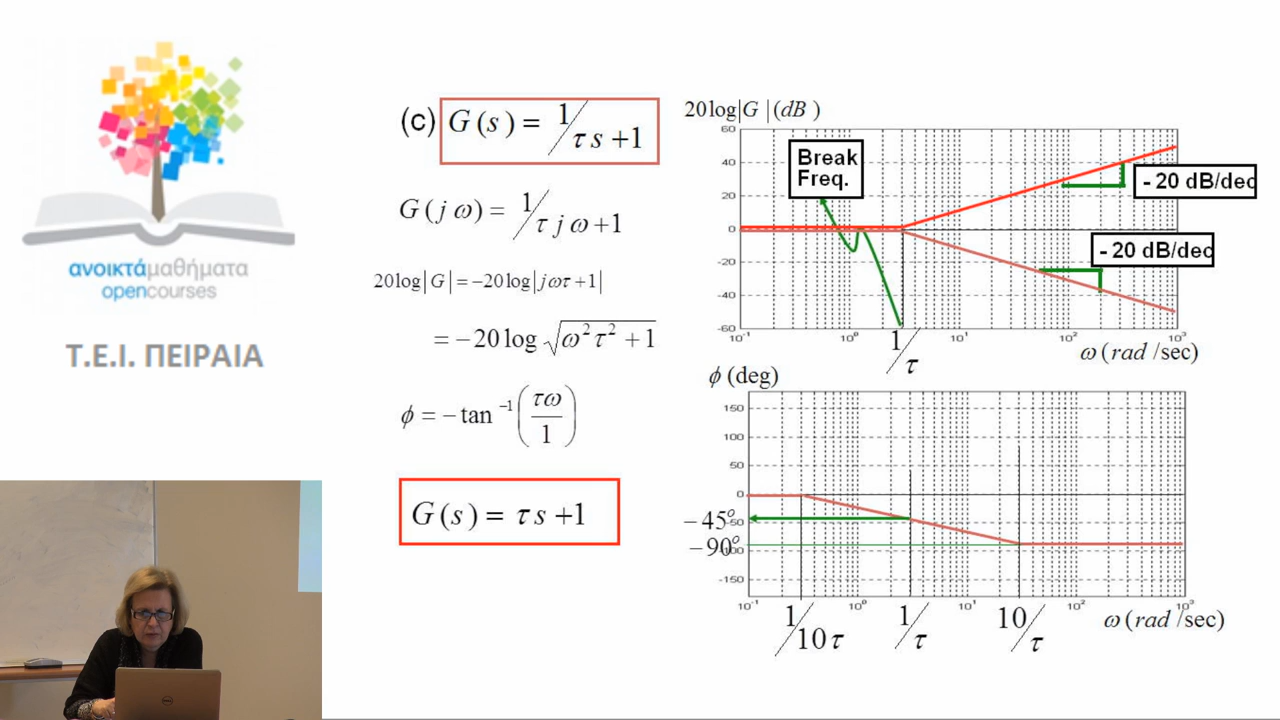 ανοικτάμαθήματα
opencourses
Τ.Ε.Ι. ΠΕΙΡΑΙΑ
(c) G(s) = 1/τs+1
G(jω) = 1/τjω+1
20log|G| = −20log|jωτ+1|
= −20log √ω²τ²+1
ϕ = −tan⁻¹(τω/1)
G(s) = τs+1
20log|G|(dB)
60
40
20
0
-20
-40
-60
Break
Freq.
- 20 dB/dec
- 20 dB/dec
10⁻¹ 10⁰ 10¹ 10² 10³
1/τ
ω(rad/sec)
ϕ(deg)
150
100
50
0
−45°
-50
−90°
-100
-150
10⁻¹ 10⁰ 10¹ 10² 10³
1/10τ 1/τ 10/τ
ω(rad/sec)